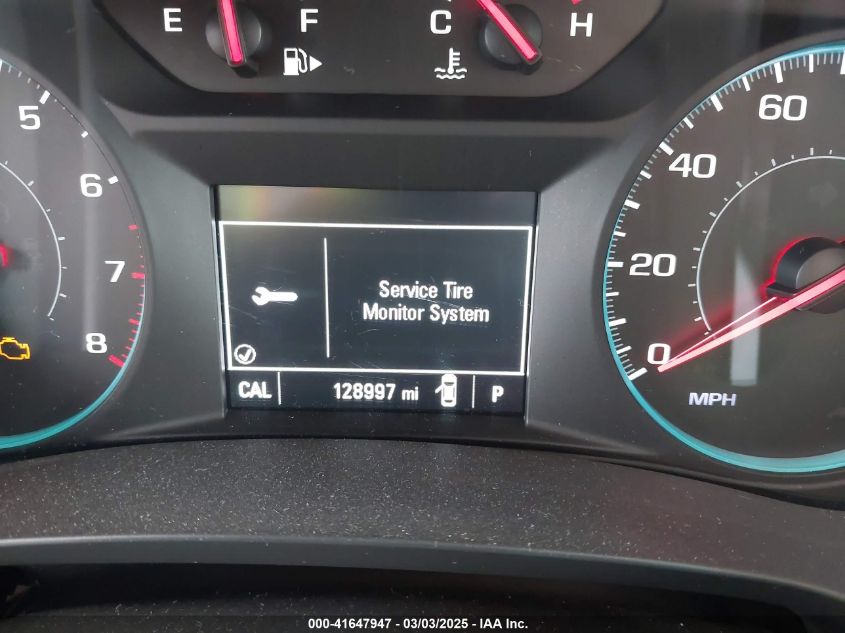 E F C H
5
6
7
8
Service Tire
Monitor System
CAL 128997 mi P
60
40
20
0
MPH
000-41647947 - 03/03/2025 - IAA Inc.